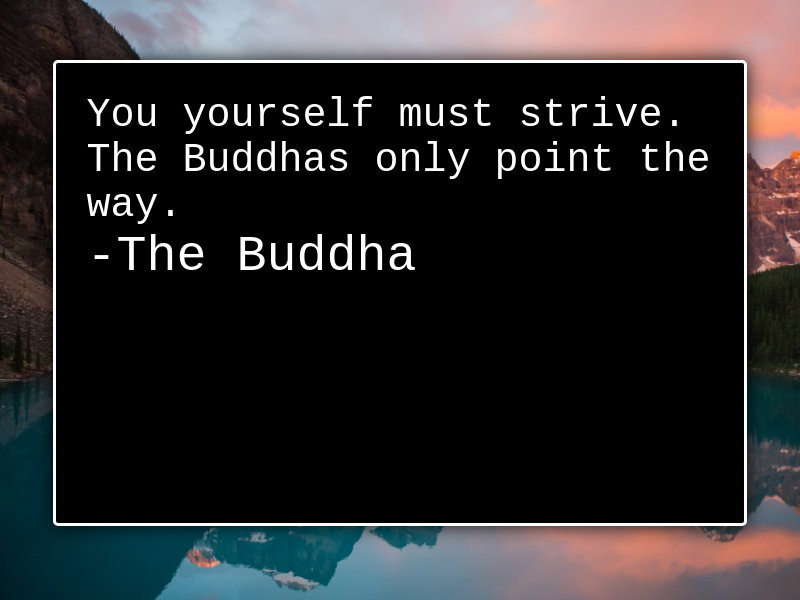 You yourself must strive.
The Buddhas only point the
way.
-The Buddha